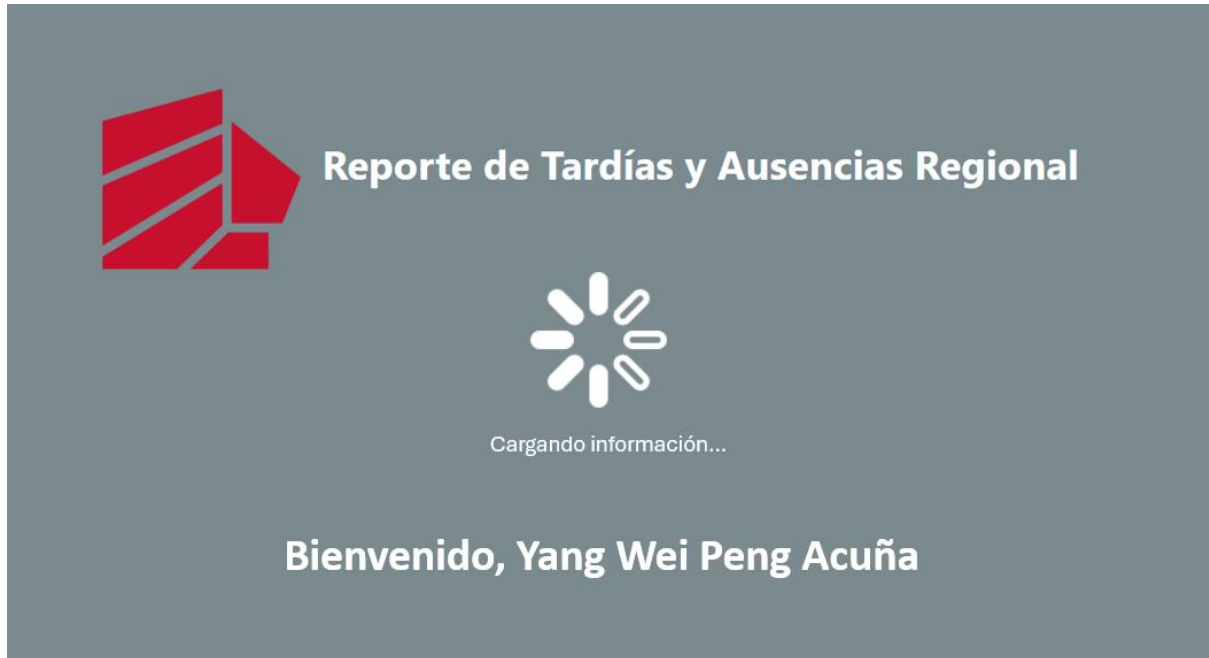 Reporte de Tardías y Ausencias Regional
Cargando información...
Bienvenido, Yang Wei Peng Acuña